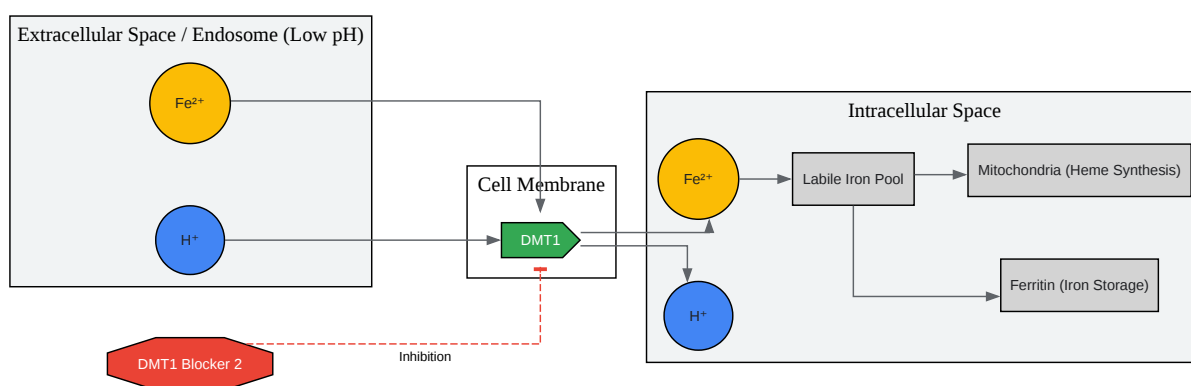 Extracellular Space / Endosome (Low pH)
Fe²⁺
H⁺
Cell Membrane
DMT1
DMT1 Blocker 2
Inhibition
Intracellular Space
Fe²⁺
H⁺
Labile Iron Pool
Mitochondria (Heme Synthesis)
Ferritin (Iron Storage)